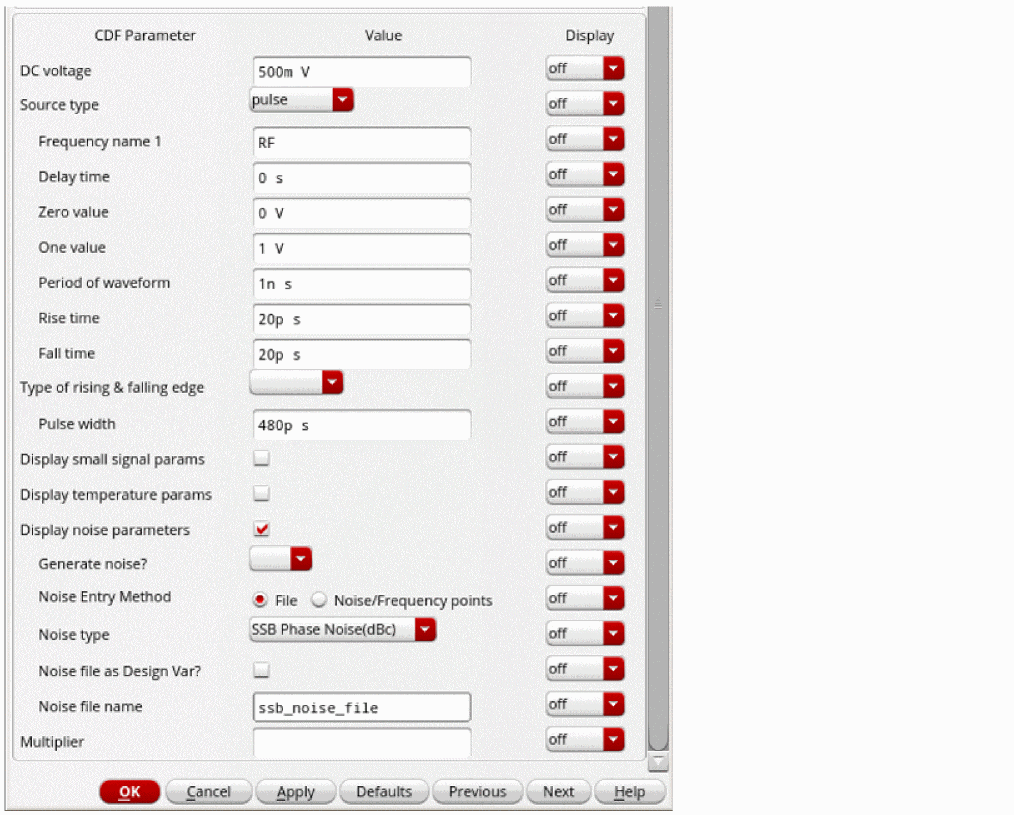 CDF Parameter Value Display
DC voltage 500m V off
Source type pulse off
Frequency name 1 RF off
Delay time 0 s off
Zero value 0 V off
One value 1 V off
Period of waveform 1n s off
Rise time 20p s off
Fall time 20p s off
Type of rising & falling edge off
Pulse width 480p s off
Display small signal params off
Display temperature params off
Display noise parameters off
Generate noise? off
Noise Entry Method File Noise/Frequency points off
Noise type SSB Phase Noise(dBc) off
Noise file as Design Var? off
Noise file name ssb_noise_file off
Multiplier off
OK Cancel Apply Defaults Previous Next Help